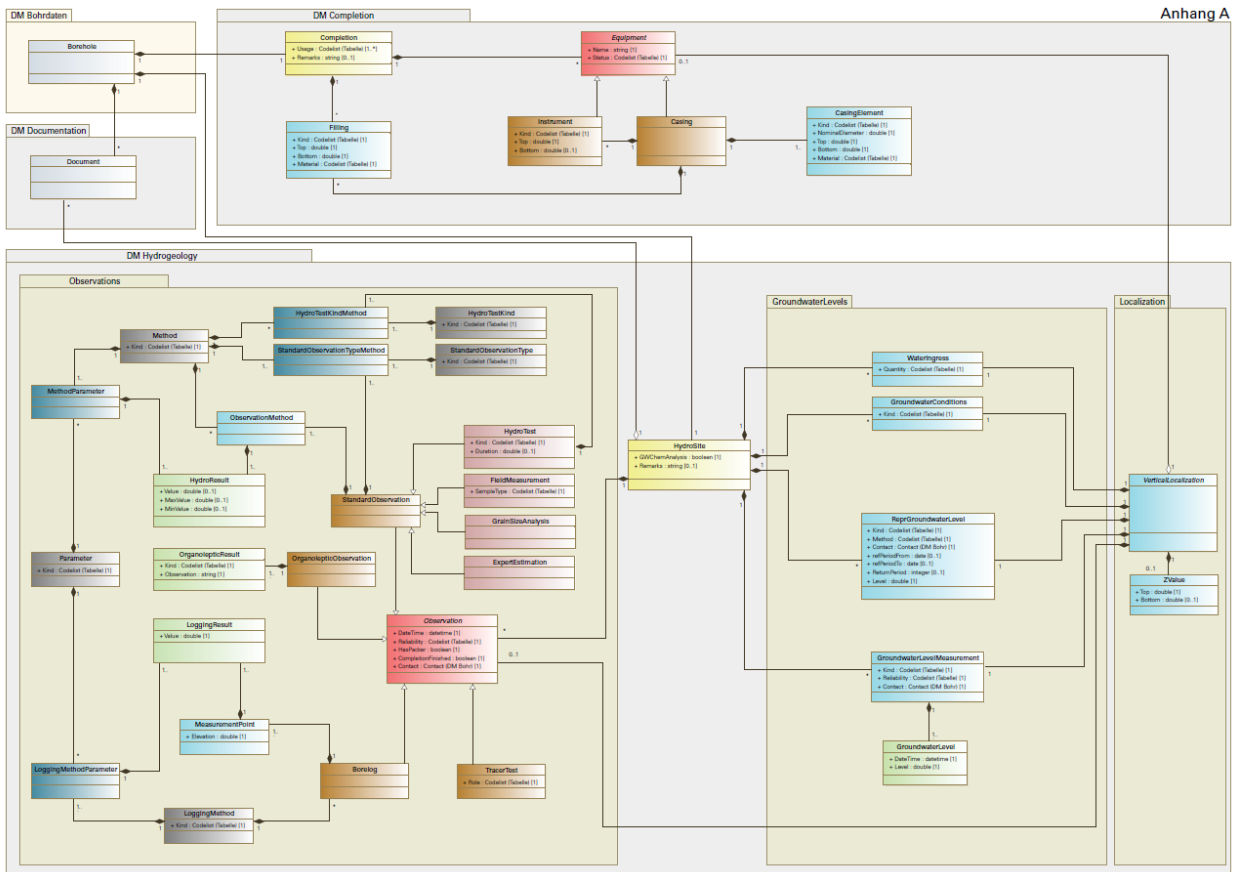 Anhang A
DM Bohrdaten
Borehole
DM Documentation
Document
DM Completion
Completion
+ Usage : Codelist (Tabelle) [1..*]
+ Remarks : string [0..1]
Equipment
+ Name : string [1]
+ Status : Codelist (Tabelle) [1]
Filling
+ Kind : Codelist (Tabelle) [1]
+ Top : double [1]
+ Bottom : double [1]
+ Material : Codelist (Tabelle) [1]
Instrument
+ Kind : Codelist (Tabelle) [1]
+ Top : double [1]
+ Bottom : double [0..1]
Casing
CasingElement
+ Kind : Codelist (Tabelle) [1]
+ NominalDiameter : double [1]
+ Top : double [1]
+ Bottom : double [1]
+ Material : Codelist (Tabelle) [1]
DM Hydrogeology
Observations
Method
+ Kind : Codelist (Tabelle) [1]
HydroTestKindMethod
HydroTestKind
+ Kind : Codelist (Tabelle) [1]
StandardObservationTypeMethod
StandardObservationType
+ Kind : Codelist (Tabelle) [1]
MethodParameter
ObservationMethod
HydroTest
+ Kind : Codelist (Tabelle) [1]
+ Duration : double [0..1]
HydroResult
+ Value : double [0..1]
+ MaxValue : double [0..1]
+ MinValue : double [0..1]
StandardObservation
FieldMeasurement
+ SampleType : Codelist (Tabelle) [1]
GrainSizeAnalysis
ExpertEstimation
Parameter
+ Kind : Codelist (Tabelle) [1]
OrganolepticResult
+ Kind : Codelist (Tabelle) [1]
+ Observation : string [1]
OrganolepticObservation
LoggingResult
+ Value : double [1]
Observation
+ DateTime : datetime [1]
+ Reliability : Codelist (Tabelle) [1]
+ HasPacker : boolean [1]
+ CompletionFinished : boolean [1]
+ Contact : Contact (DM Bohr) [1]
MeasurementPoint
+ Elevation : double [1]
LoggingMethodParameter
Borelog
TracerTest
+ Role : Codelist (Tabelle) [1]
LoggingMethod
+ Kind : Codelist (Tabelle) [1]
HydroSite
+ GWChemAnalysis : boolean [1]
+ Remarks : string [0..1]
GroundwaterLevels
WaterIngress
+ Quantity : Codelist (Tabelle) [1]
GroundwaterConditions
+ Kind : Codelist (Tabelle) [1]
ReprGroundwaterLevel
+ Kind : Codelist (Tabelle) [1]
+ Method : Codelist (Tabelle) [1]
+ Contact : Contact (DM Bohr) [1]
+ refPeriodFrom : date [0..1]
+ refPeriodTo : date [0..1]
+ ReturnPeriod : integer [0..1]
+ Level : double [1]
GroundwaterLevelMeasurement
+ Kind : Codelist (Tabelle) [1]
+ Reliability : Codelist (Tabelle) [1]
+ Contact : Contact (DM Bohr) [1]
GroundwaterLevel
+ DateTime : datetime [1]
+ Level : double [1]
Localization
VerticalLocalization
ZValue
+ Top : double [1]
+ Bottom : double [0..1]